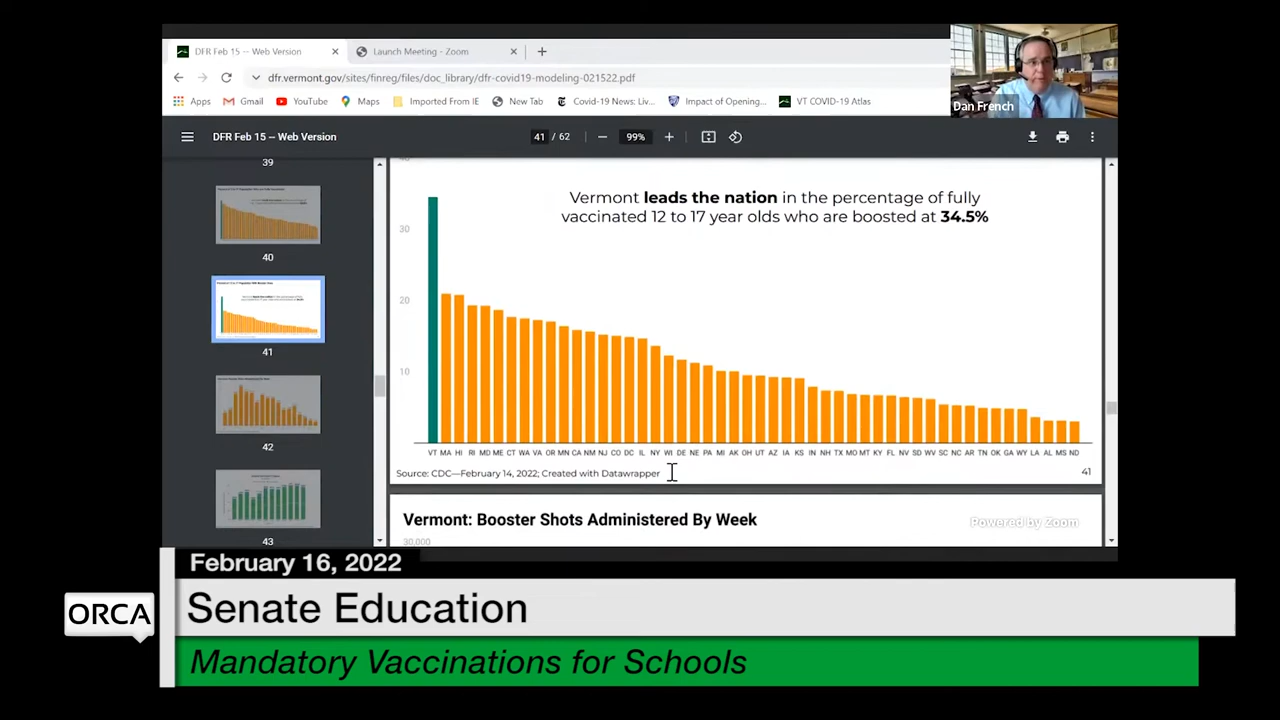 DFR Feb 15 -- Web Version
Launch Meeting - Zoom
dfr.vermont.gov/sites/finreg/files/doc_library/dfr-covid19-modeling-021522.pdf
Apps Gmail YouTube Maps Imported From IE New Tab Covid-19 News: Liv... Impact of Opening... VT COVID-19 Atlas
Dan French
DFR Feb 15 -- Web Version
41 / 62
99%
39
40
41
42
43
Vermont leads the nation in the percentage of fully
vaccinated 12 to 17 year olds who are boosted at 34.5%
30
20
10
VT MA HI RI MD ME CT WA VA OR MN CA NM NJ CO DC IL NY WI DE NE PA MI AK OH UT AZ IA KS IN NH TX MO MT KY FL NV SD WV SC NC AR TN OK GA WY LA AL MS ND
Source: CDC—February 14, 2022; Created with Datawrapper
41
Vermont: Booster Shots Administered By Week
30,000
Powered by Zoom
February 16, 2022
ORCA
Senate Education
Mandatory Vaccinations for Schools